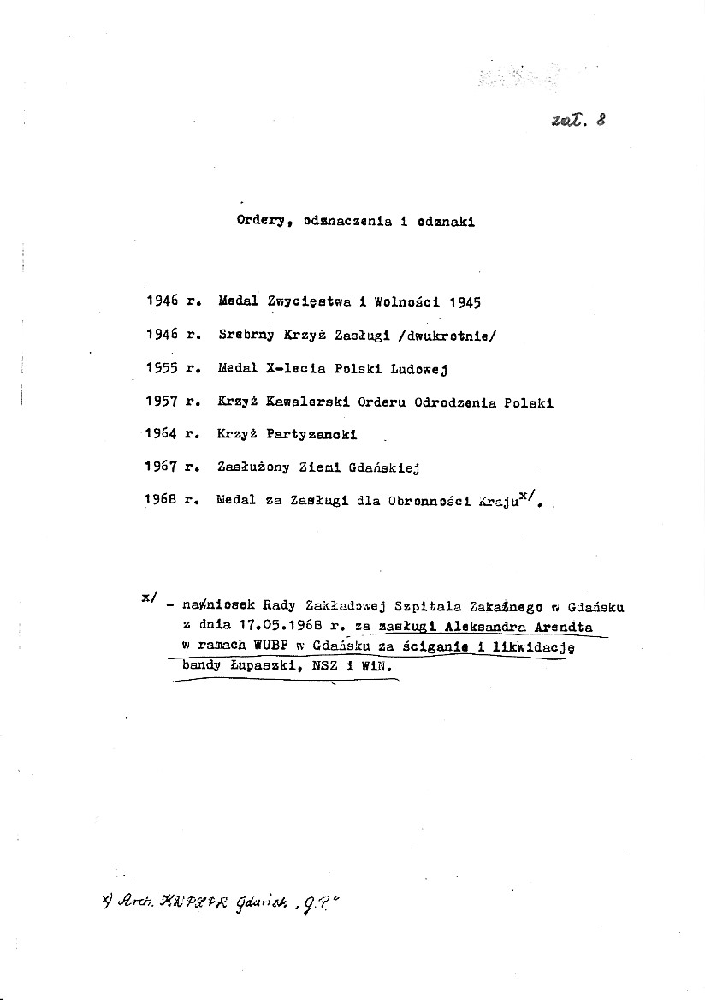 zał. 8
Ordery, odznaczenia i odznaki
1946 r. Medal Zwycięstwa i Wolności 1945
1946 r. Srebrny Krzyż Zasługi /dwukrotnie/
1955 r. Medal X-lecia Polski Ludowej
1957 r. Krzyż Kawalerski Orderu Odrodzenia Polski
1964 r. Krzyż Partyzancki
1967 r. Zasłużony Ziemi Gdańskiej
1968 r. Medal za Zasługi dla Obronności Kraju x/.
x/ - na wniosek Rady Zakładowej Szpitala Zakaźnego w Gdańsku
z dnia 17.05.1968 r. za zasługi Aleksandra Arendta
w ramach WUBP w Gdańsku za ściganie i likwidację
bandy Łupaszki, NSZ i WiN.
x) Arch. KW PZPR Gdańsk